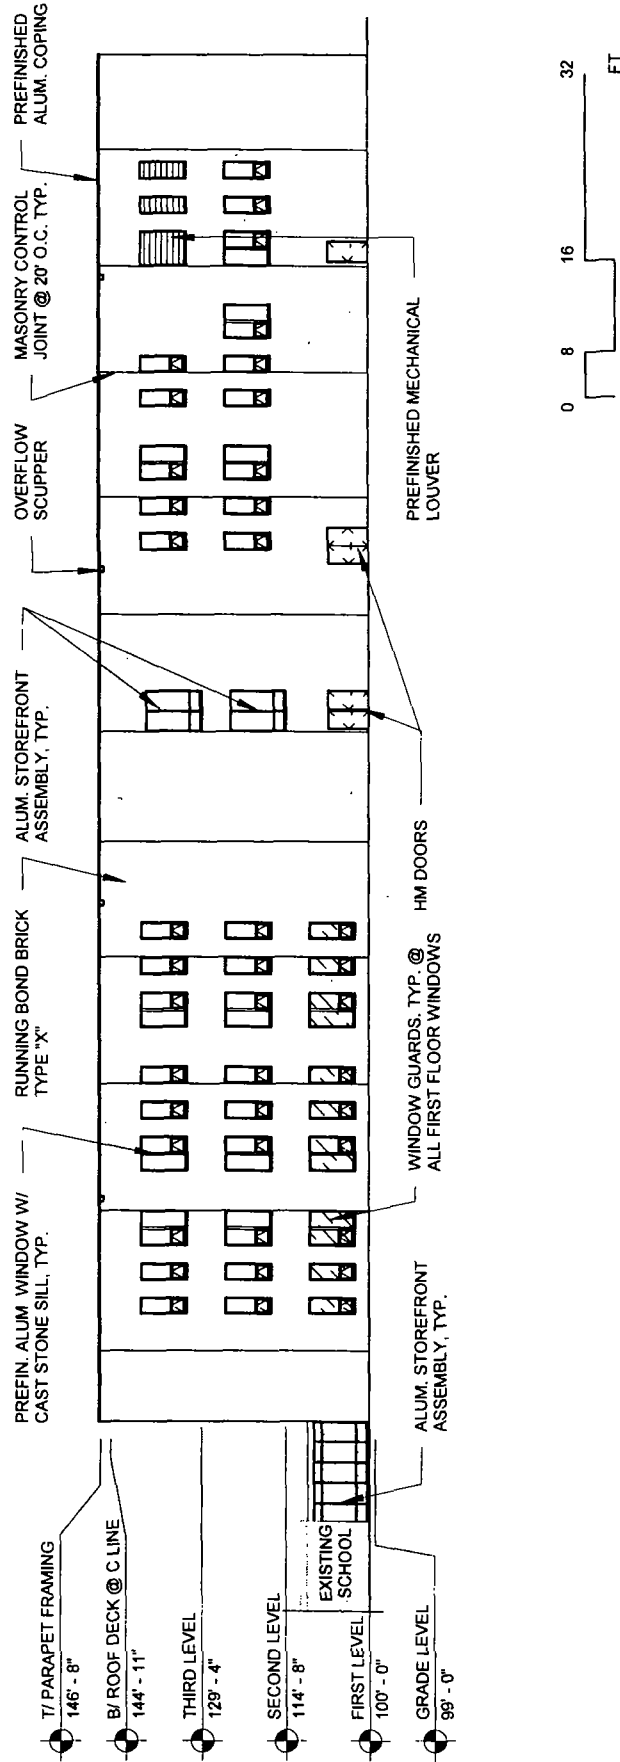 PREFIN. ALUM WINDOW W/
CAST STONE SILL, TYP.
RUNNING BOND BRICK
TYPE "X"
ALUM. STOREFRONT
ASSEMBLY, TYP.
OVERFLOW
SCUPPER
MASONRY CONTROL
JOINT @ 20' O.C. TYP.
PREFINISHED
ALUM. COPING
T/ PARAPET FRAMING
146' - 8"
B/ ROOF DECK @ C LINE
144' - 11"
THIRD LEVEL
129' - 4"
SECOND LEVEL
114' - 8"
FIRST LEVEL
100' - 0"
GRADE LEVEL
99' - 0"
EXISTING
SCHOOL
ALUM. STOREFRONT
ASSEMBLY, TYP.
WINDOW GUARDS. TYP. @
ALL FIRST FLOOR WINDOWS
HM DOORS
PREFINISHED MECHANICAL
LOUVER
0 8 16 32
FT